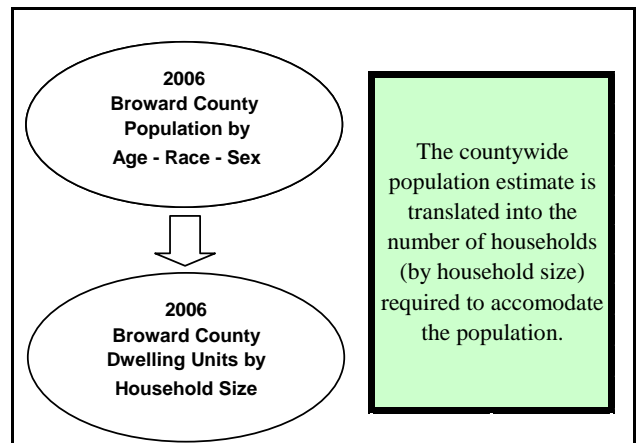 2006
Broward County
Population by
Age - Race - Sex
2006
Broward County
Dwelling Units by
Household Size
The countywide
population estimate is
translated into the
number of households
(by household size)
required to accomodate
the population.